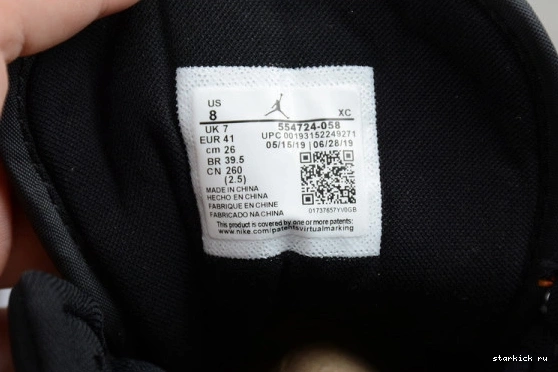 US XC
8
UK 7 554724-058
EUR 41 UPC 00193152249271
cm 26 05/15/19 | 06/28/19
BR 39.5
CN 260
(2.5)
MADE IN CHINA
HECHO EN CHINA
FABRIQUE EN CHINE
FABRICADO NA CHINA 01737657YV8GB
This product is covered by one or more patents:
www.nike.com/patentsvirtualmarking
starkick ru